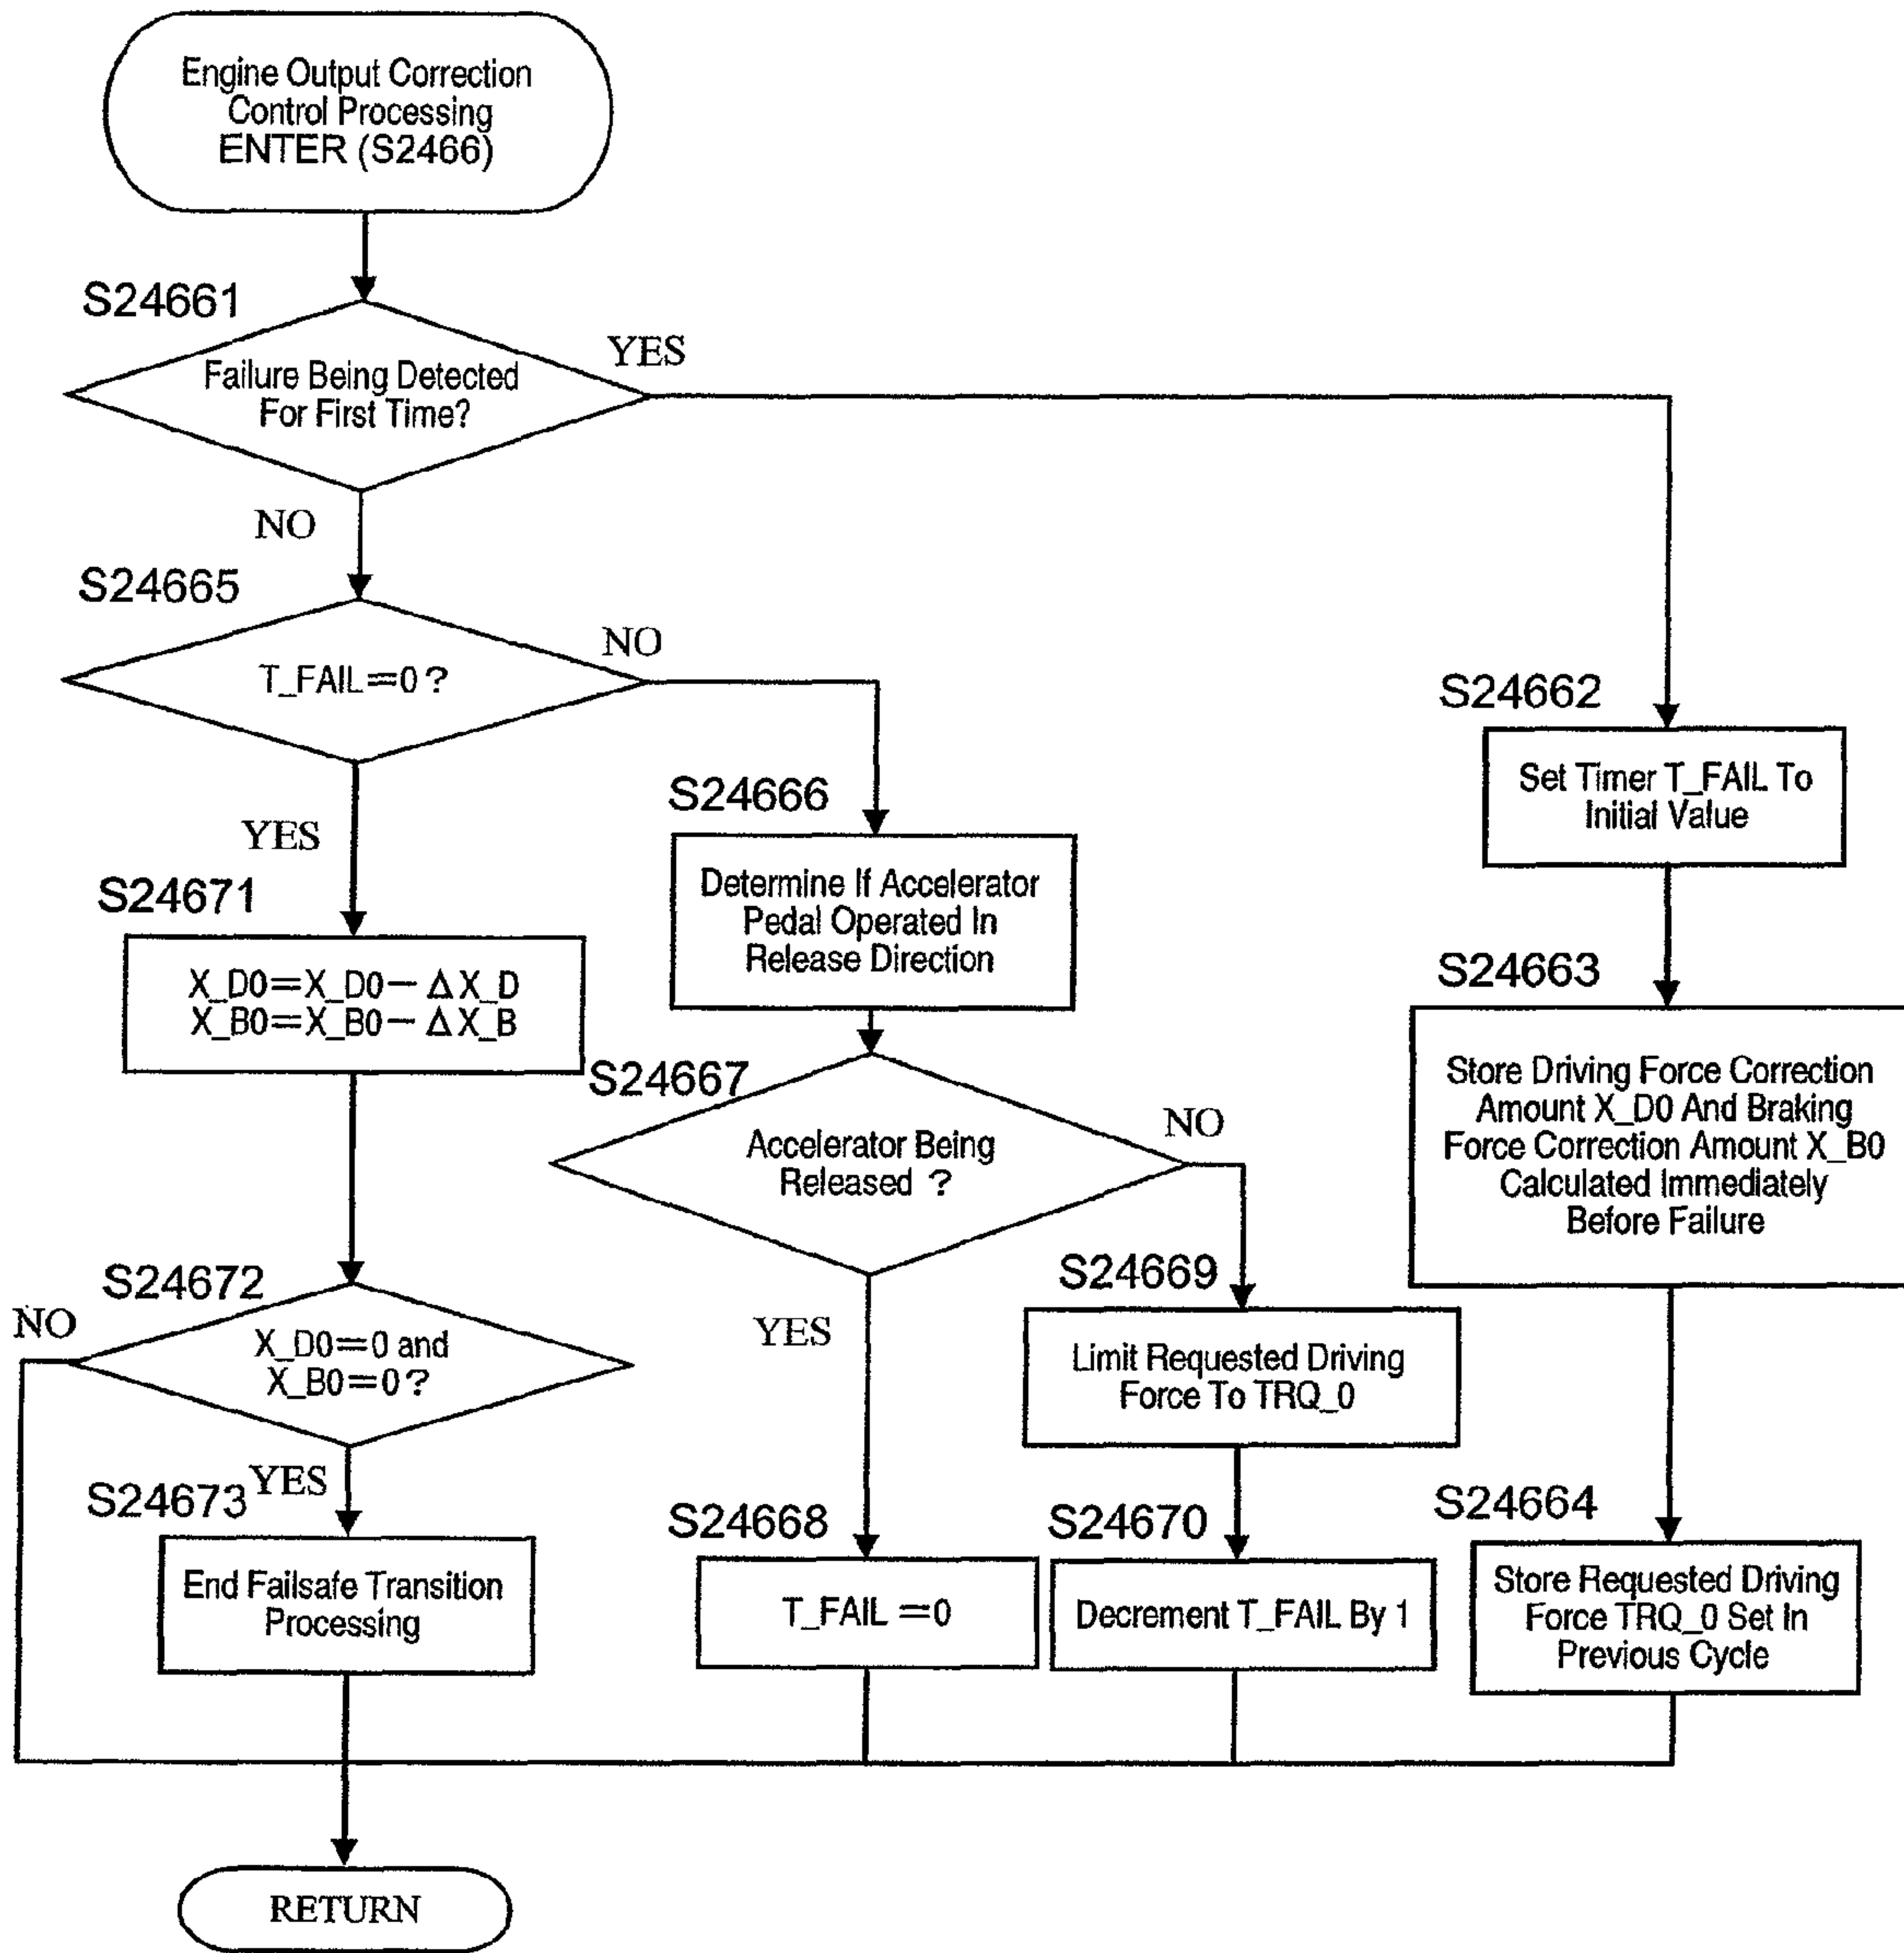 Engine Output Correction
Control Processing
ENTER (S2466)
S24661
Failure Being Detected
For First Time?
YES
NO
S24665
T_FAIL=0 ?
NO
YES
S24662
Set Timer T_FAIL To
Initial Value
S24666
Determine If Accelerator
Pedal Operated In
Release Direction
S24671
X_D0=X_D0− ΔX_D
X_B0=X_B0− ΔX_B
S24663
Store Driving Force Correction
Amount X_D0 And Braking
Force Correction Amount X_B0
Calculated Immediately
Before Failure
S24667
Accelerator Being
Released ?
NO
YES
S24672
NO
X_D0=0 and
X_B0=0 ?
YES
S24669
Limit Requested Driving
Force To TRQ_0
S24673
End Failsafe Transition
Processing
S24668
T_FAIL =0
S24670
Decrement T_FAIL By 1
S24664
Store Requested Driving
Force TRQ_0 Set In
Previous Cycle
RETURN